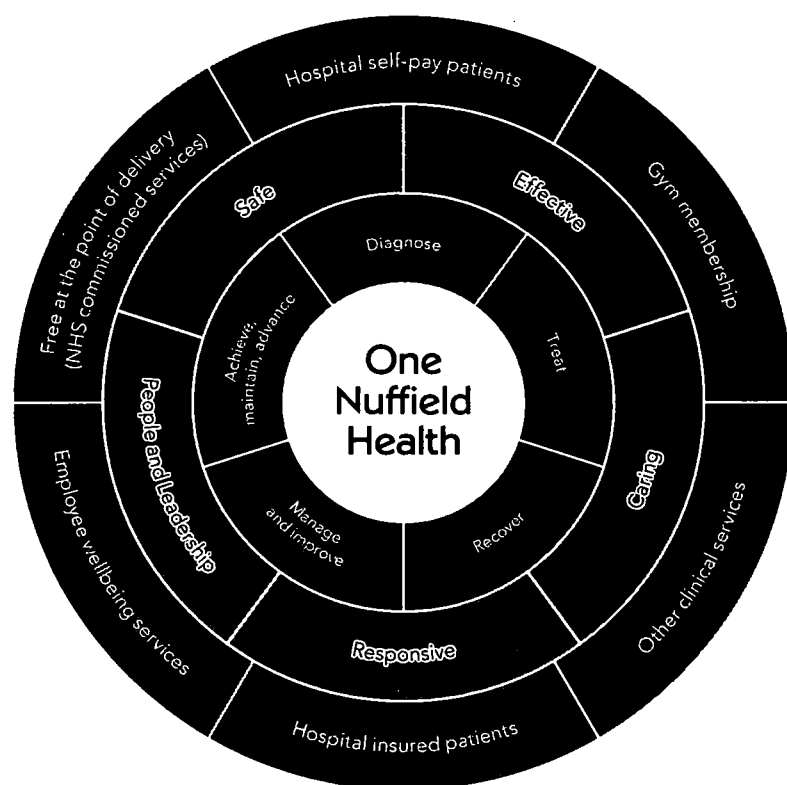 Hospital self-pay patients
Gym membership
Other clinical services
Hospital insured patients
Employee wellbeing services
Free at the point of delivery
(NHS commissioned services)
Safe
Effective
Caring
Responsive
People and Leadership
Diagnose
Treat
Recover
Manage
and improve
Achieve,
maintain, advance
One
Nuffield
Health